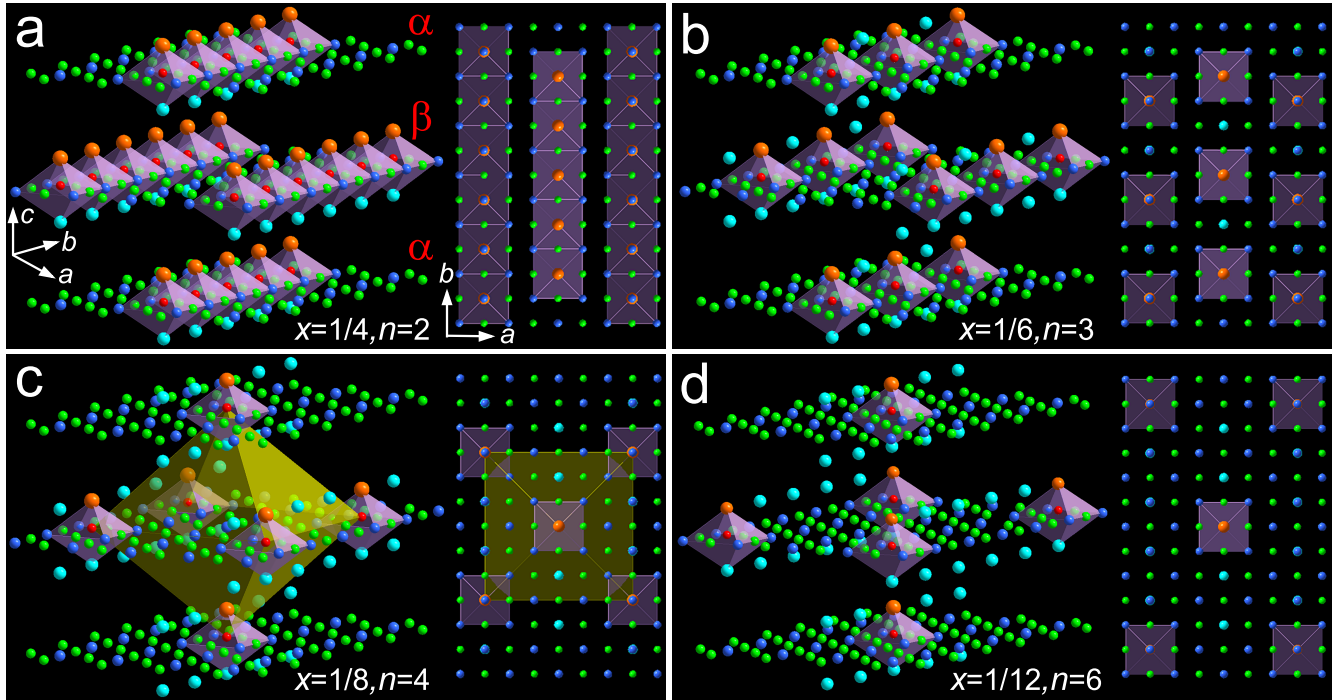 a
α
β
α
c
b
a
b
a
x=1/4,n=2
b
x=1/6,n=3
c
x=1/8,n=4
d
x=1/12,n=6